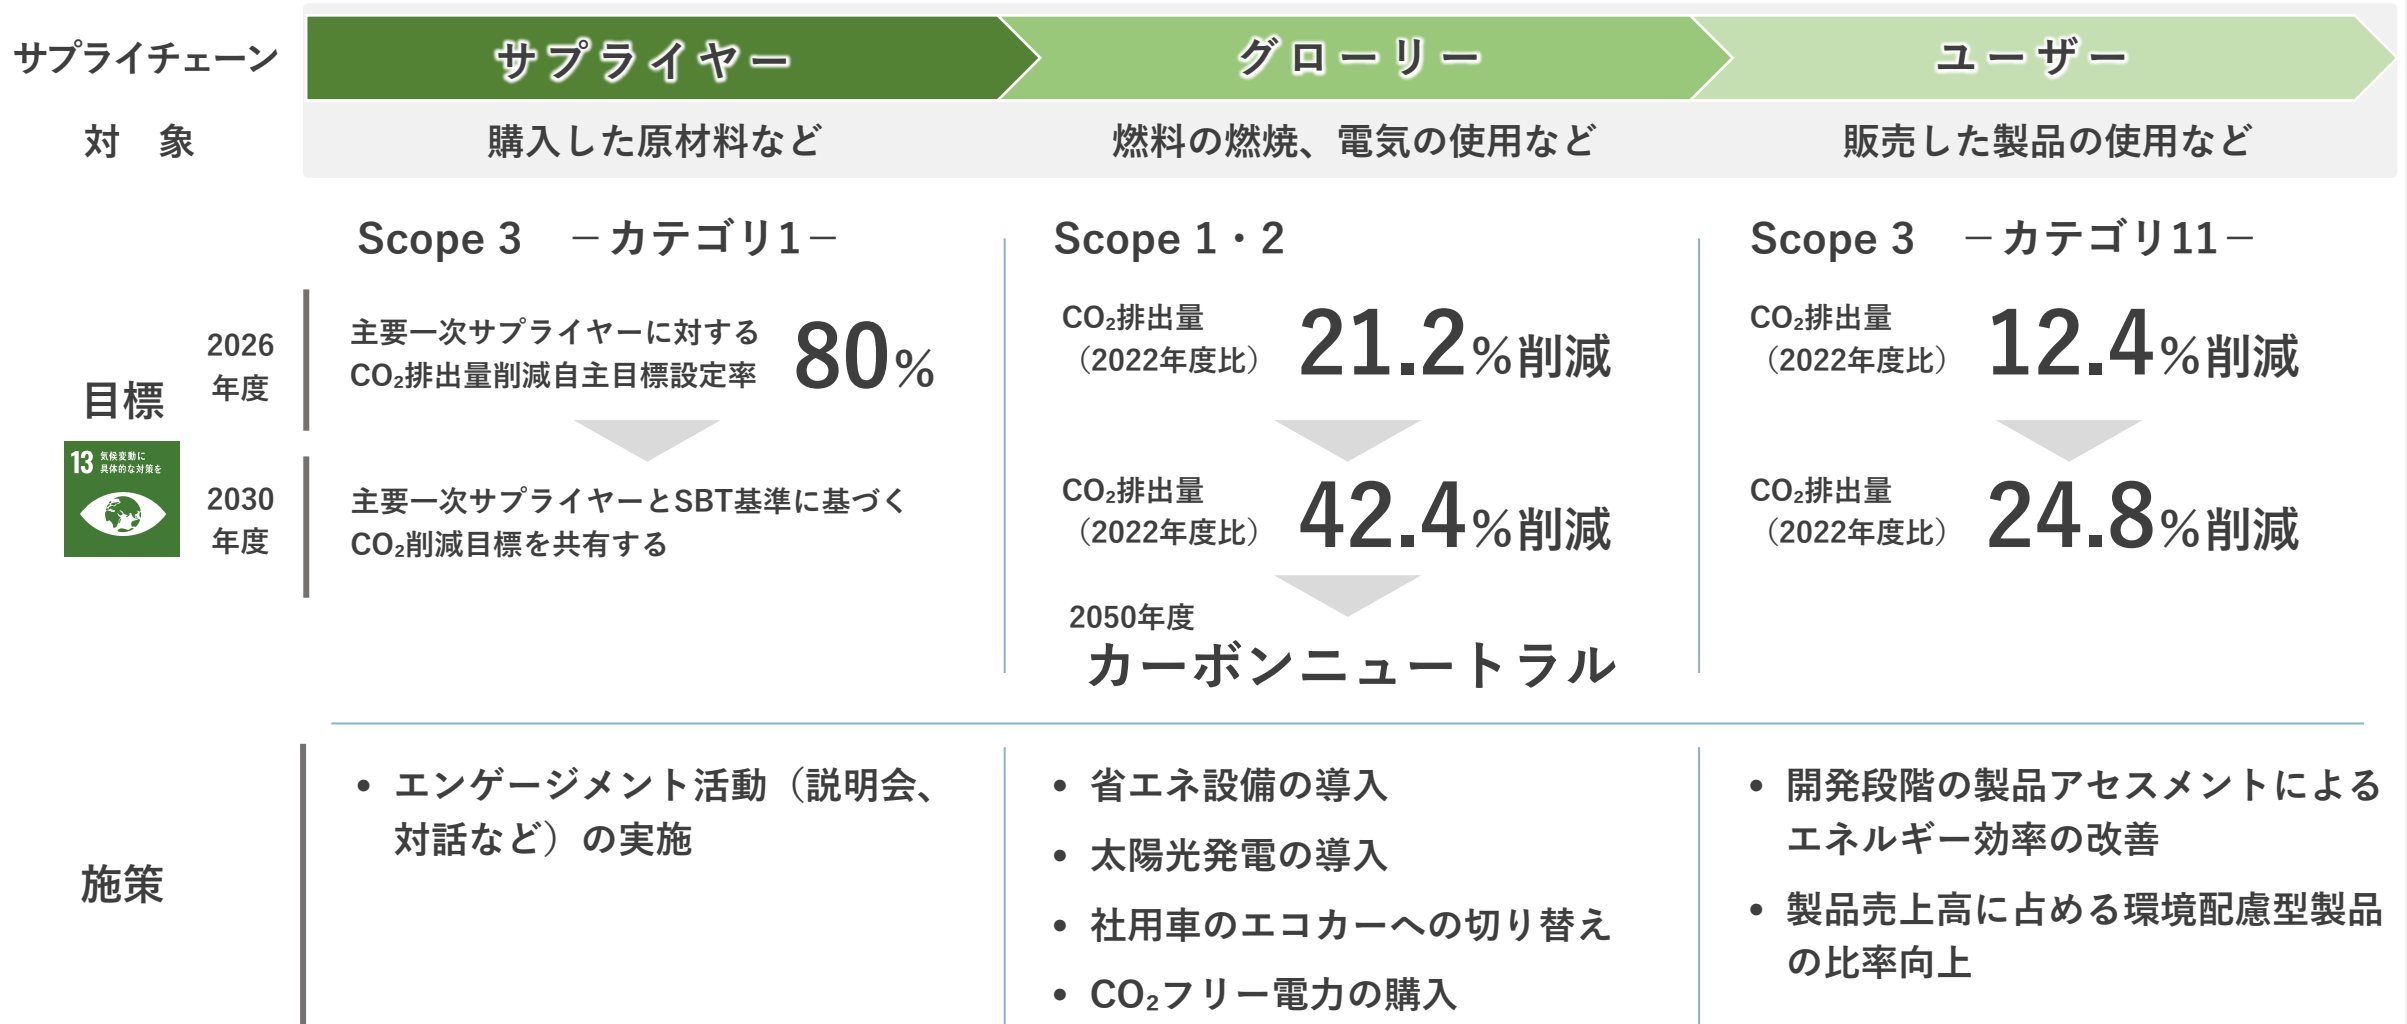 サプライチェーン
サプライヤー
グローリー
ユーザー
対　象
購入した原材料など
燃料の燃焼、電気の使用など
販売した製品の使用など
目標
13 気候変動に
具体的な対策を
2026
年度
2030
年度
Scope 3　－カテゴリ1－
主要一次サプライヤーに対する
CO₂排出量削減自主目標設定率
80%
主要一次サプライヤーとSBT基準に基づく
CO₂削減目標を共有する
Scope 1・2
CO₂排出量
（2022年度比）
21.2%削減
CO₂排出量
（2022年度比）
42.4%削減
2050年度
カーボンニュートラル
Scope 3　－カテゴリ11－
CO₂排出量
（2022年度比）
12.4%削減
CO₂排出量
（2022年度比）
24.8%削減
施策
• エンゲージメント活動（説明会、
対話など）の実施
• 省エネ設備の導入
• 太陽光発電の導入
• 社用車のエコカーへの切り替え
• CO₂フリー電力の購入
• 開発段階の製品アセスメントによる
エネルギー効率の改善
• 製品売上高に占める環境配慮型製品
の比率向上